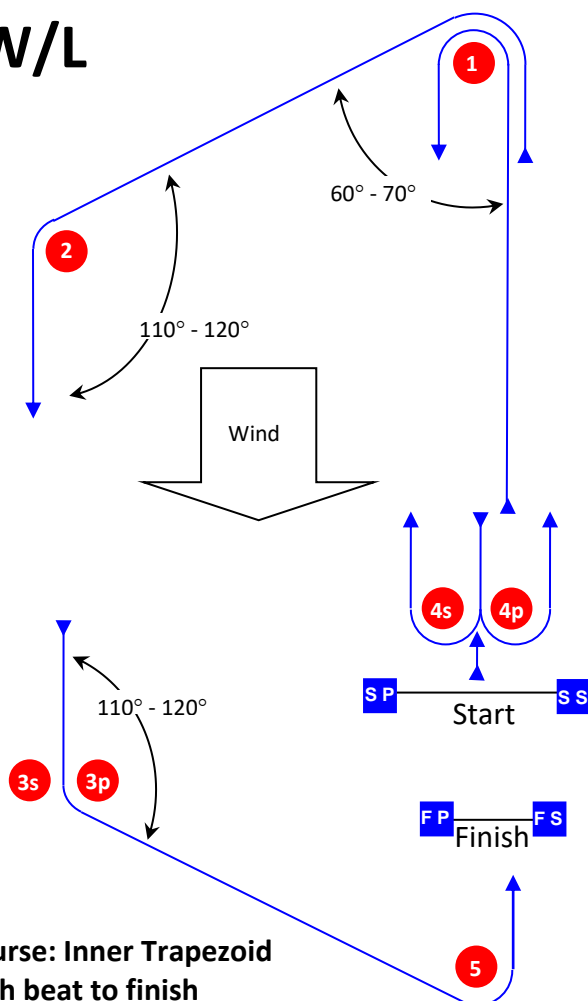 W/L
1
60° - 70°
2
110° - 120°
Wind
4s 4p
S P S S
Start
110° - 120°
3s 3p
F P F S
Finish
5
urse: Inner Trapezoid
h beat to finish